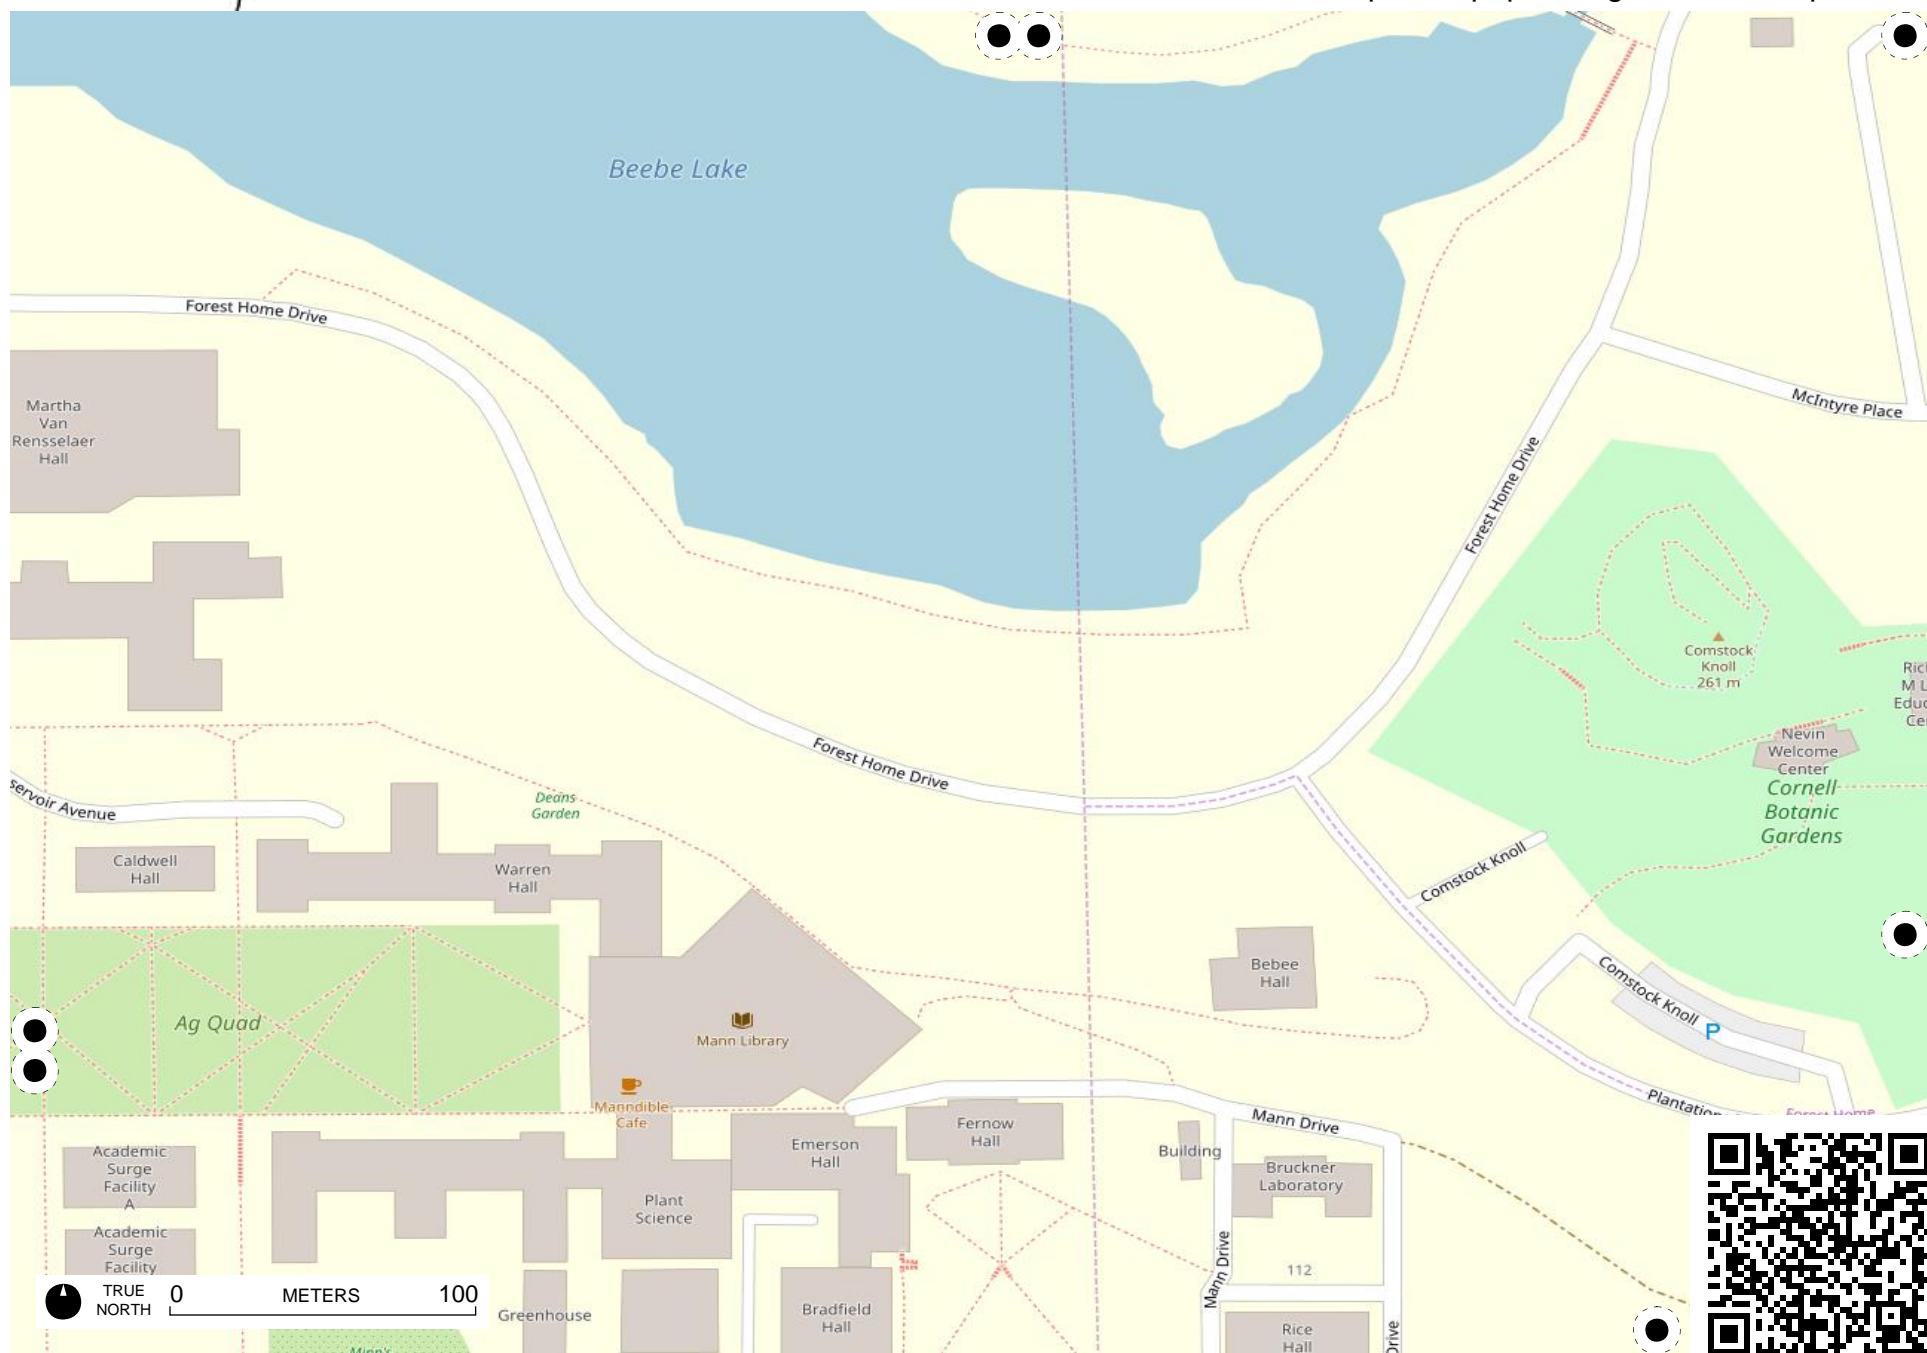 Beebe Lake
Forest Home Drive
McIntyre Place
Martha
Van
Rensselaer
Hall
Forest Home Drive
Comstock
Knoll
261 m
Nevin
Welcome
Center
Cornell
Botanic
Gardens
Forest Home Drive
Deans
Garden
servoir Avenue
Caldwell
Hall
Warren
Hall
Comstock Knoll
Bebee
Hall
Comstock Knoll
P
Ag Quad
Mann Library
Manndible
Cafe
Plantation
Forest Home
Mann Drive
Fernow
Hall
Emerson
Hall
Building
Bruckner
Laboratory
Academic
Surge
Facility
A
Plant
Science
Academic
Surge
Facility
Mann Drive
112
TRUE
NORTH
0 METERS 100
Greenhouse
Bradfield
Hall
Rice
Hall
Drive